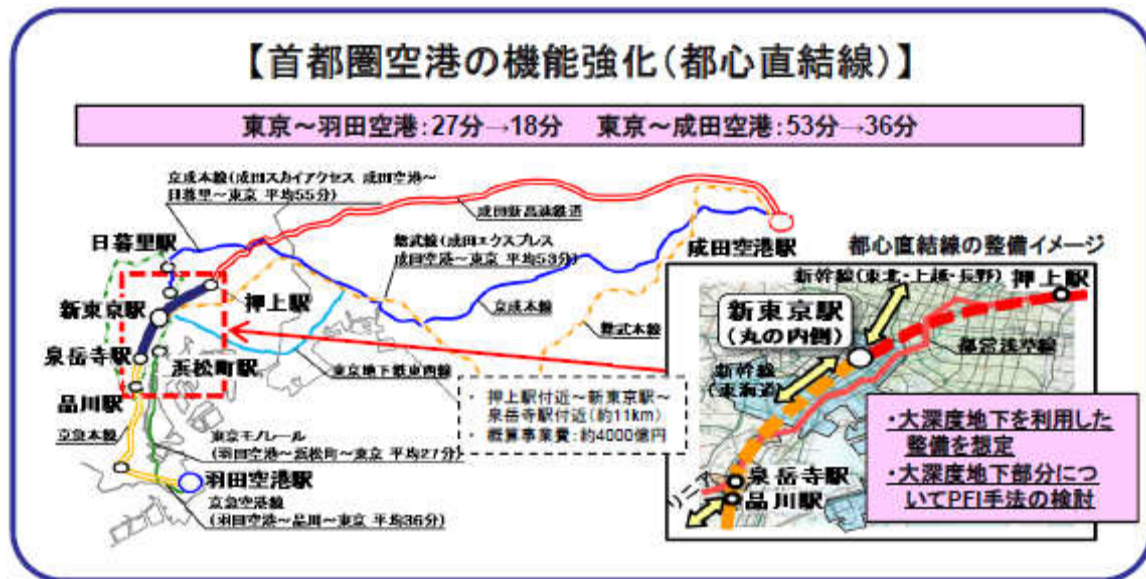 【首都圏空港の機能強化(都心直結線)】
東京～羽田空港:27分→18分　東京～成田空港:53分→36分
京成本線(成田スカイアクセス 成田空港～
日暮里～東京 平均55分)
成田新高速鉄道
成田空港駅
日暮里駅
総武線(成田エクスプレス
成田空港～東京 平均53分)
押上駅
京成本線
総武本線
新東京駅
泉岳寺駅
浜松町駅
東京地下鉄東西線
品川駅
京急本線
東京モノレール
(羽田空港～浜松町～東京 平均27分)
羽田空港駅
京急空港線
(羽田空港～品川～東京 平均36分)
・ 押上駅付近～新東京駅～
泉岳寺駅付近(約11km)
・ 概算事業費:約4000億円
都心直結線の整備イメージ
新幹線(東北・上越・長野)
押上駅
新東京駅
(丸の内側)
都営浅草線
新幹線
(東海道)
リニア
泉岳寺駅
品川駅
・大深度地下を利用した
整備を想定
・大深度地下部分につ
いてPFI手法の検討